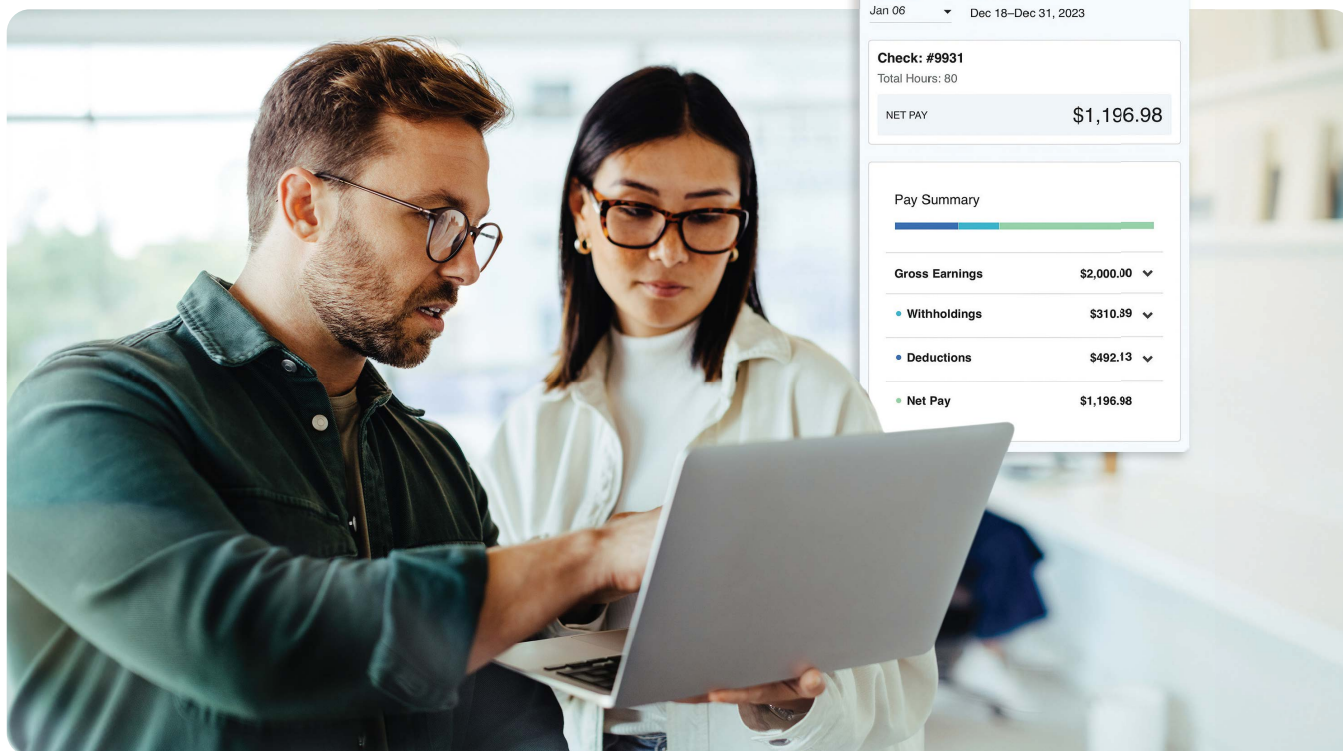 Jan 06 Dec 18–Dec 31, 2023
Check: #9931
Total Hours: 80
NET PAY $1,196.98
Pay Summary
Gross Earnings $2,000.00
Withholdings $310.89
Deductions $492.13
Net Pay $1,196.98